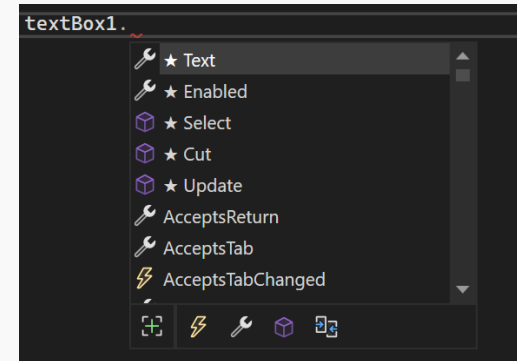 textBox1.
★ Text
★ Enabled
★ Select
★ Cut
★ Update
AcceptsReturn
AcceptsTab
AcceptsTabChanged